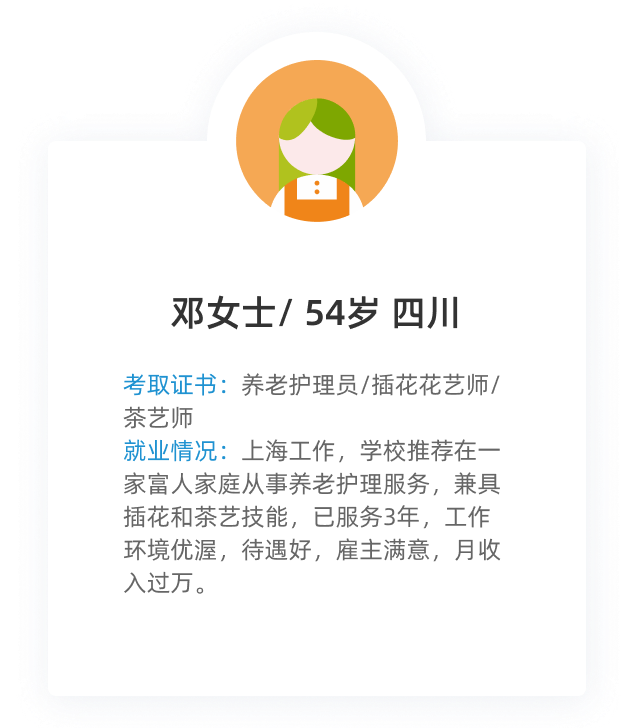 邓女士/ 54岁 四川
考取证书：养老护理员/插花花艺师/
茶艺师
就业情况：上海工作，学校推荐在一
家富人家庭从事养老护理服务，兼具
插花和茶艺技能，已服务3年，工作
环境优渥，待遇好，雇主满意，月收
入过万。